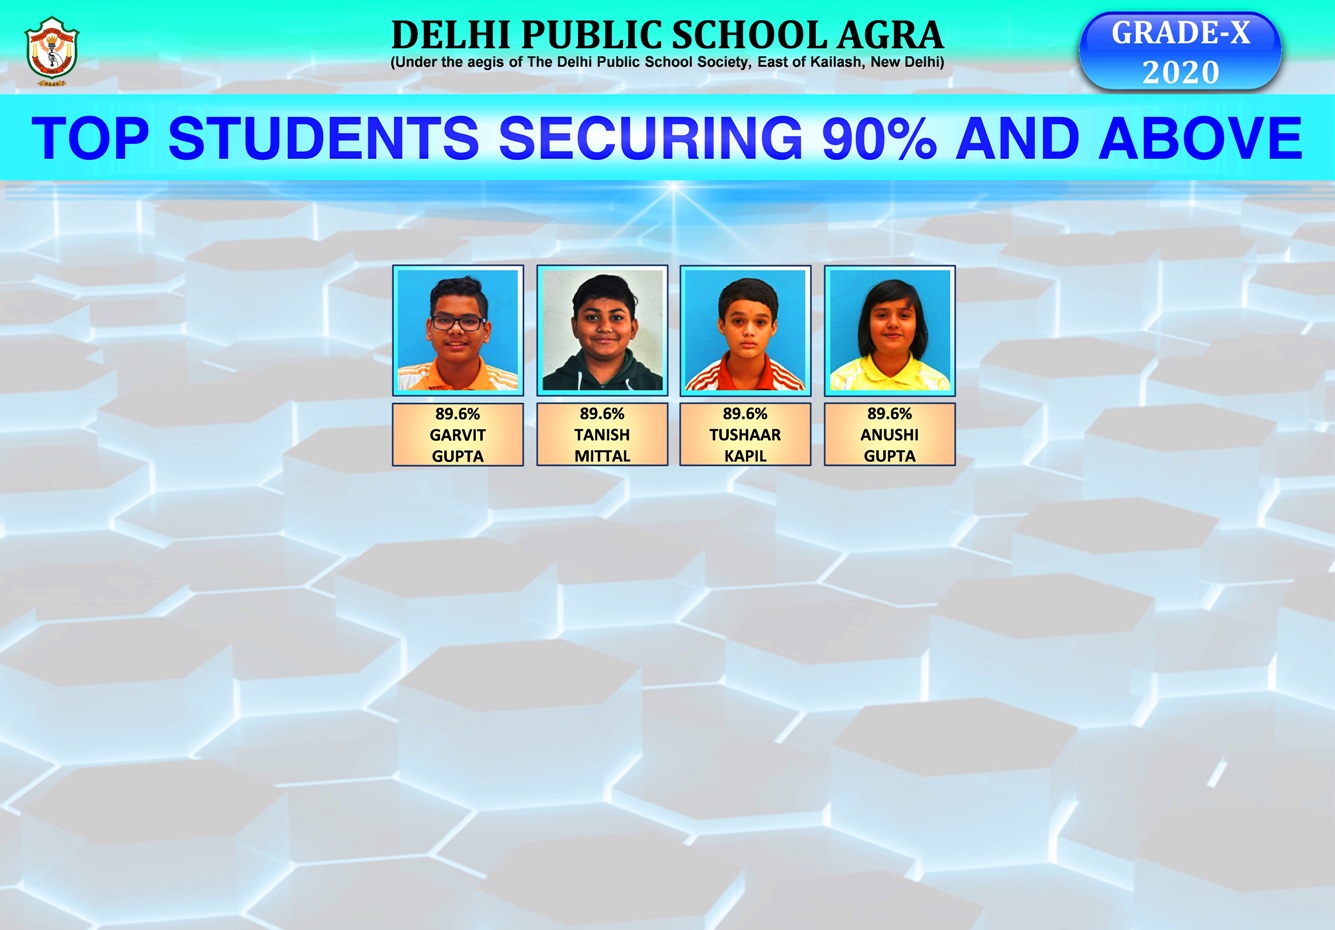 DELHI PUBLIC SCHOOL AGRA
(Under the aegis of The Delhi Public School Society, East of Kailash, New Delhi)
GRADE-X
2020
TOP STUDENTS SECURING 90% AND ABOVE
89.6%
GARVIT
GUPTA
89.6%
TANISH
MITTAL
89.6%
TUSHAAR
KAPIL
89.6%
ANUSHI
GUPTA